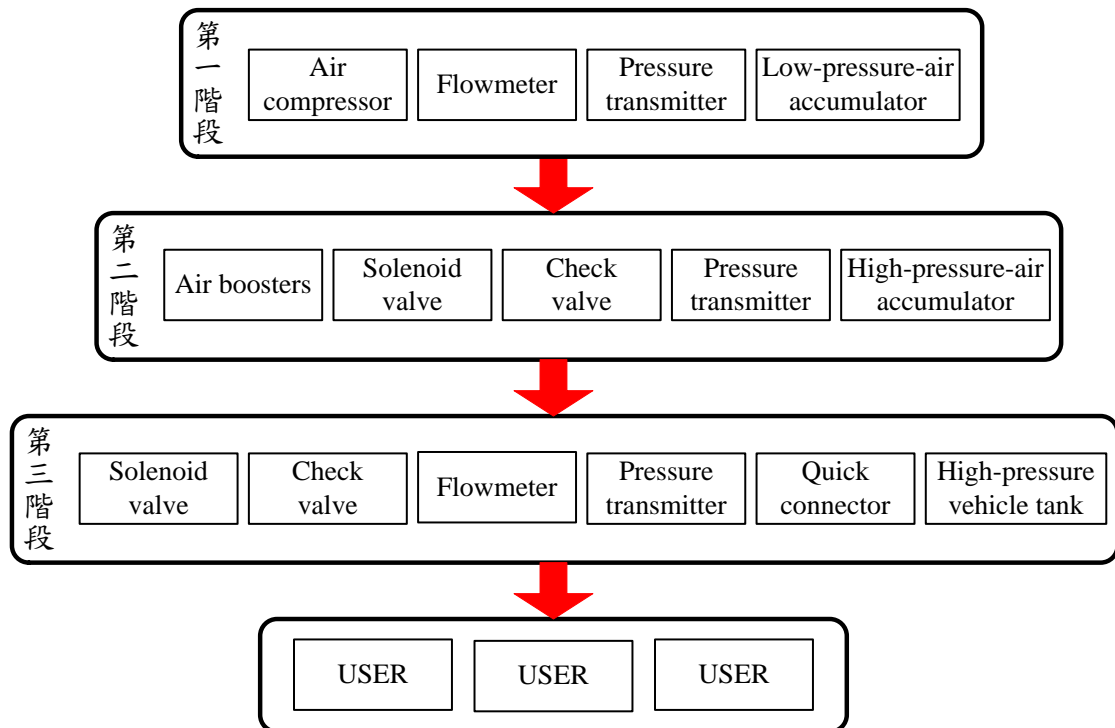 第一階段
Air
compressor
Flowmeter
Pressure
transmitter
Low-pressure-air
accumulator
第二階段
Air boosters
Solenoid
valve
Check
valve
Pressure
transmitter
High-pressure-air
accumulator
第三階段
Solenoid
valve
Check
valve
Flowmeter
Pressure
transmitter
Quick
connector
High-pressure
vehicle tank
USER
USER
USER